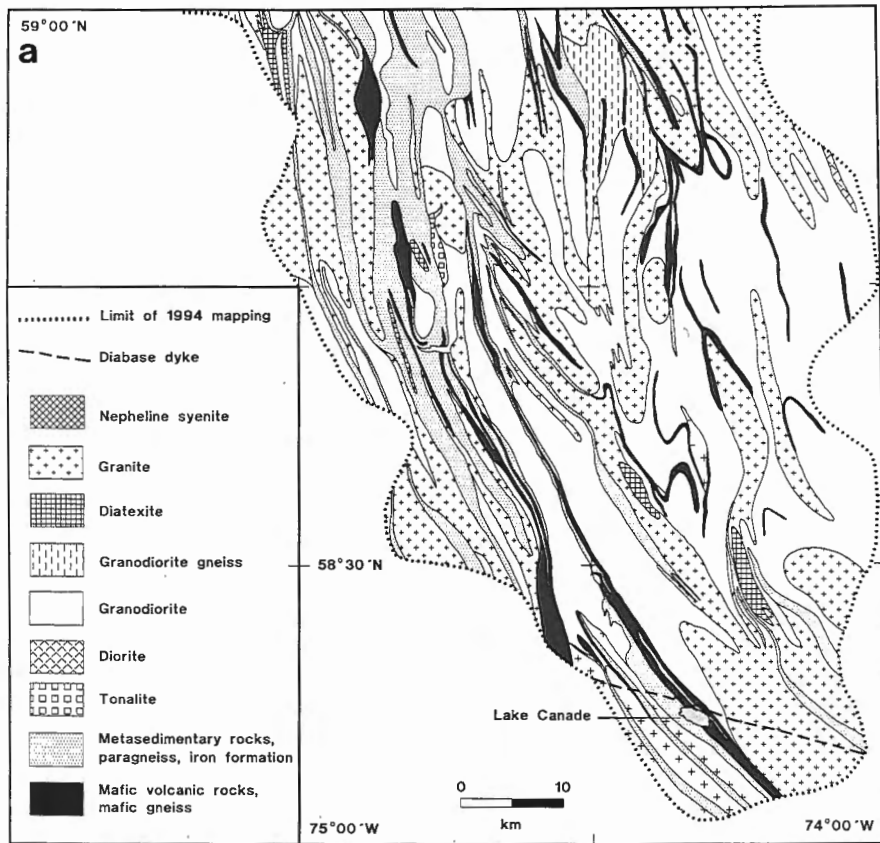 59°00'N
a
Limit of 1994 mapping
Diabase dyke
Nepheline syenite
Granite
Diatexite
Granodiorite gneiss
Granodiorite
Diorite
Tonalite
Metasedimentary rocks,
paragneiss, iron formation
Mafic volcanic rocks,
mafic gneiss
58°30'N
Lake Canade
0 10
km
75°00'W
74°00'W